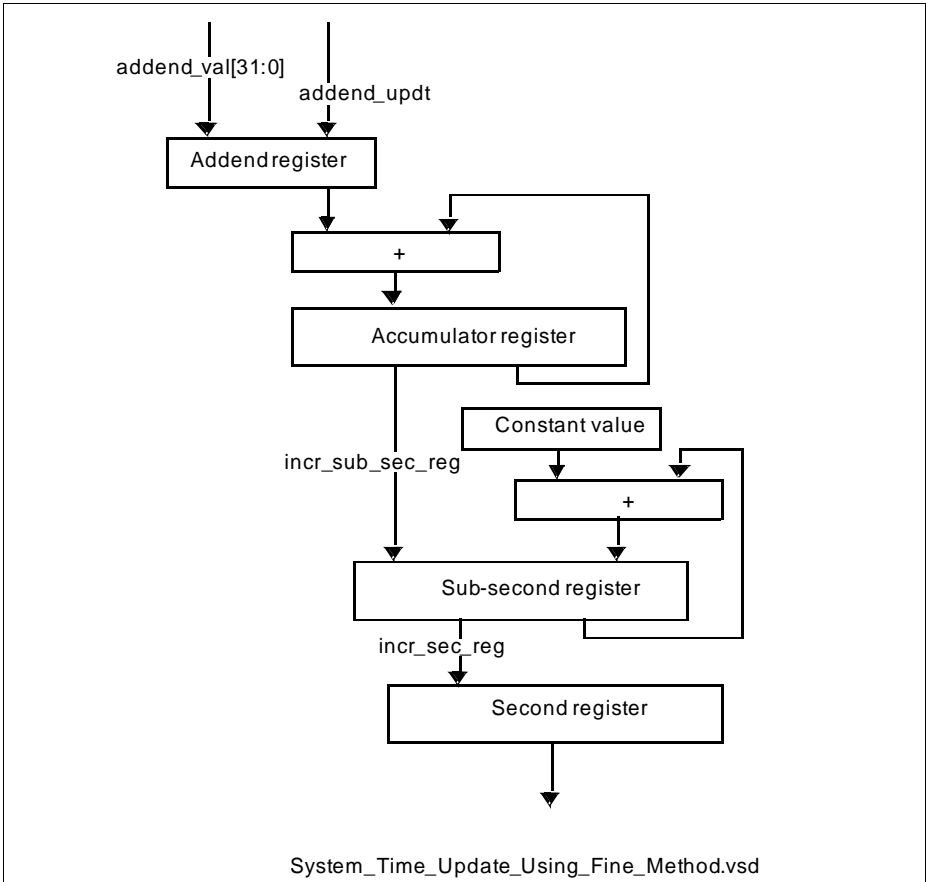 addend_val[31:0]
addend_updt
Addend register
+
Accumulator register
Constant value
incr_sub_sec_reg
+
Sub-second register
incr_sec_reg
Second register
System_Time_Update_Using_Fine_Method.vsd